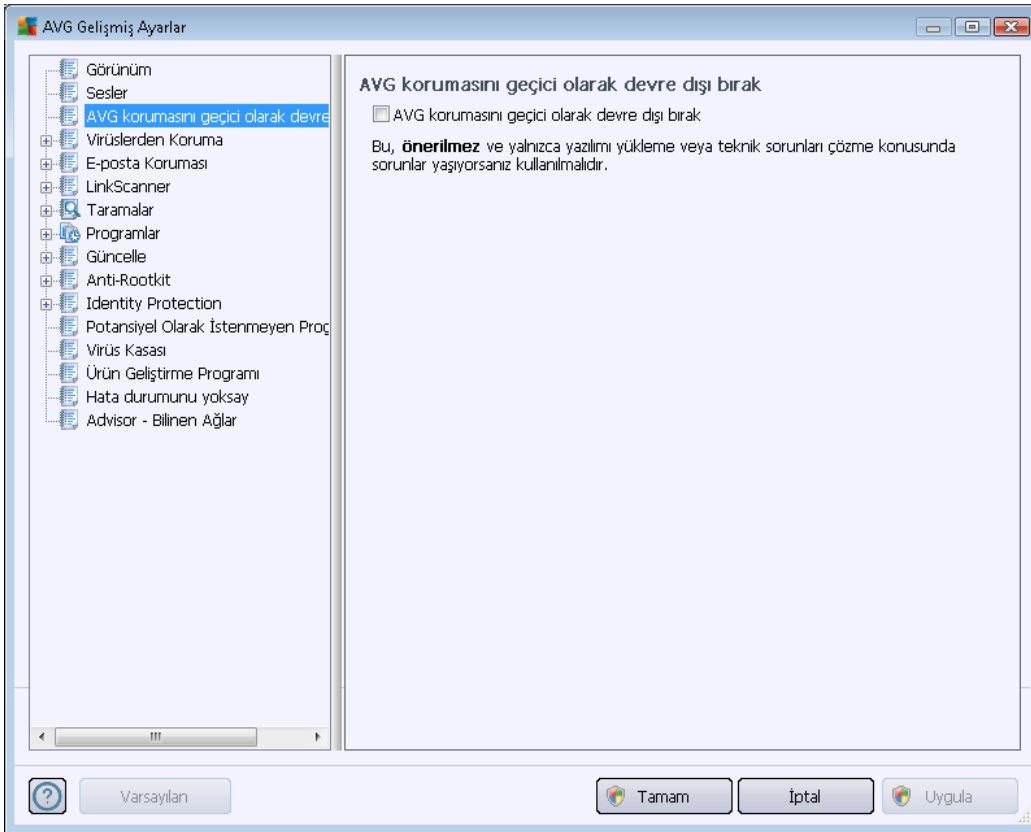 AVG Gelişmiş Ayarlar
Görünüm
Sesler
AVG korumasını geçici olarak devre
Virüslerden Koruma
E-posta Koruması
LinkScanner
Taramalar
Programlar
Güncelle
Anti-Rootkit
Identity Protection
Potansiyel Olarak İstenmeyen Prog
Virüs Kasası
Ürün Geliştirme Programı
Hata durumunu yoksay
Advisor - Bilinen Ağlar
AVG korumasını geçici olarak devre dışı bırak
AVG korumasını geçici olarak devre dışı bırak
Bu, önerilmez ve yalnızca yazılımı yükleme veya teknik sorunları çözme konusunda
sorunlar yaşıyorsanız kullanılmalıdır.
Varsayılan
Tamam
İptal
Uygula